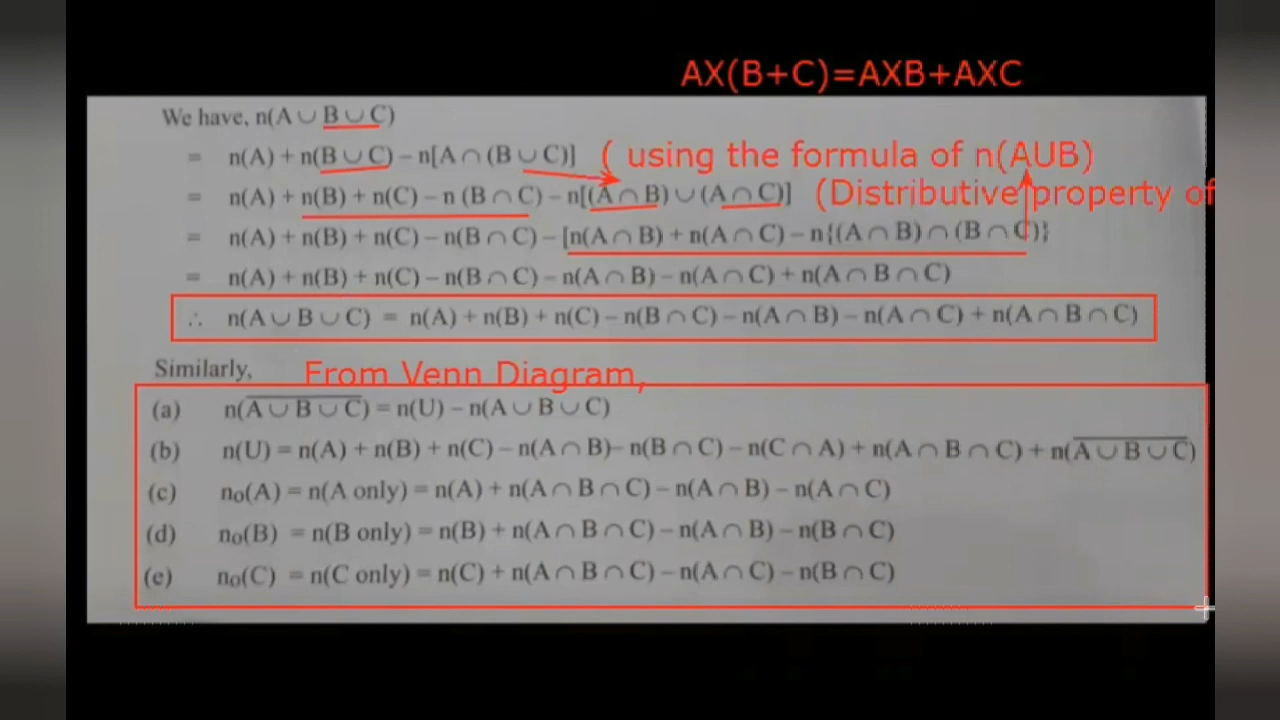 AX(B+C)=AXB+AXC
We have, n(A ∪ B ∪ C)
= n(A) + n(B ∪ C) – n[A ∩ (B ∪ C)] ( using the formula of n(AUB)
= n(A) + n(B) + n(C) – n (B ∩ C) – n[(A ∩ B) ∪ (A ∩ C)] (Distributive property of
= n(A) + n(B) + n(C) – n(B ∩ C) – [n(A ∩ B) + n(A ∩ C) – n{(A ∩ B) ∩ (B ∩ C)}
= n(A) + n(B) + n(C) – n(B ∩ C) – n(A ∩ B) – n(A ∩ C) + n(A ∩ B ∩ C)
∴ n(A ∪ B ∪ C) = n(A) + n(B) + n(C) – n(B ∩ C) – n(A ∩ B) – n(A ∩ C) + n(A ∩ B ∩ C)
Similarly, From Venn Diagram,
(a) n(A̅ ̅∪̅ ̅B̅ ̅∪̅ ̅C̅) = n(U) – n(A ∪ B ∪ C)
(b) n(U) = n(A) + n(B) + n(C) – n(A ∩ B)– n(B ∩ C) – n(C ∩ A) + n(A ∩ B ∩ C) + n(A̅ ̅∪̅ ̅B̅ ̅∪̅ ̅C̅)
(c) n₀(A) = n(A only) = n(A) + n(A ∩ B ∩ C) – n(A ∩ B) – n(A ∩ C)
(d) n₀(B) = n(B only) = n(B) + n(A ∩ B ∩ C) – n(A ∩ B) – n(B ∩ C)
(e) n₀(C) = n(C only) = n(C) + n(A ∩ B ∩ C) – n(A ∩ C) – n(B ∩ C)